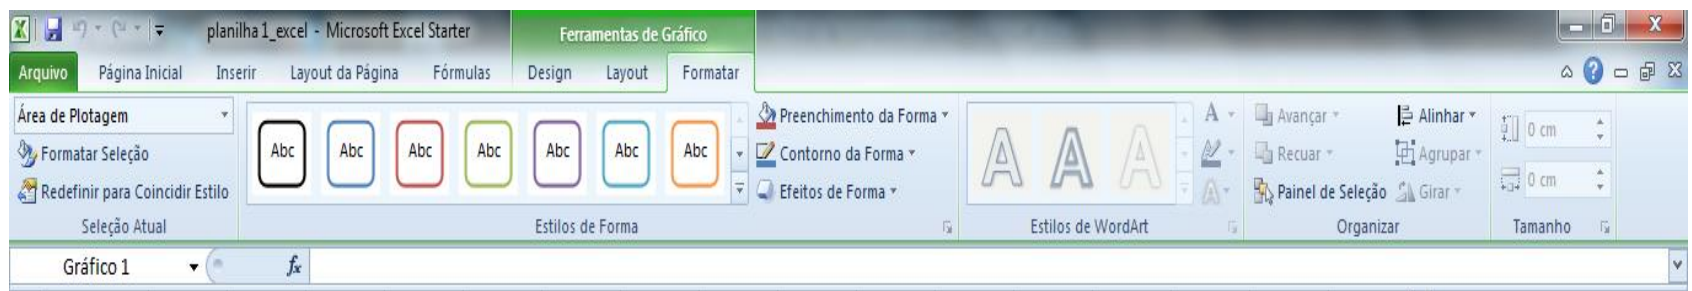 planilha1_excel - Microsoft Excel Starter
Ferramentas de Gráfico
Arquivo Página Inicial Inserir Layout da Página Fórmulas Design Layout Formatar
Área de Plotagem
Formatar Seleção
Redefinir para Coincidir Estilo
Seleção Atual
Abc Abc Abc Abc Abc Abc Abc
Preenchimento da Forma
Contorno da Forma
Efeitos de Forma
Estilos de Forma
A A A
A
A
Estilos de WordArt
Avançar Alinhar
Recuar Agrupar
Painel de Seleção Girar
Organizar
0 cm
0 cm
Tamanho
Gráfico 1 fx